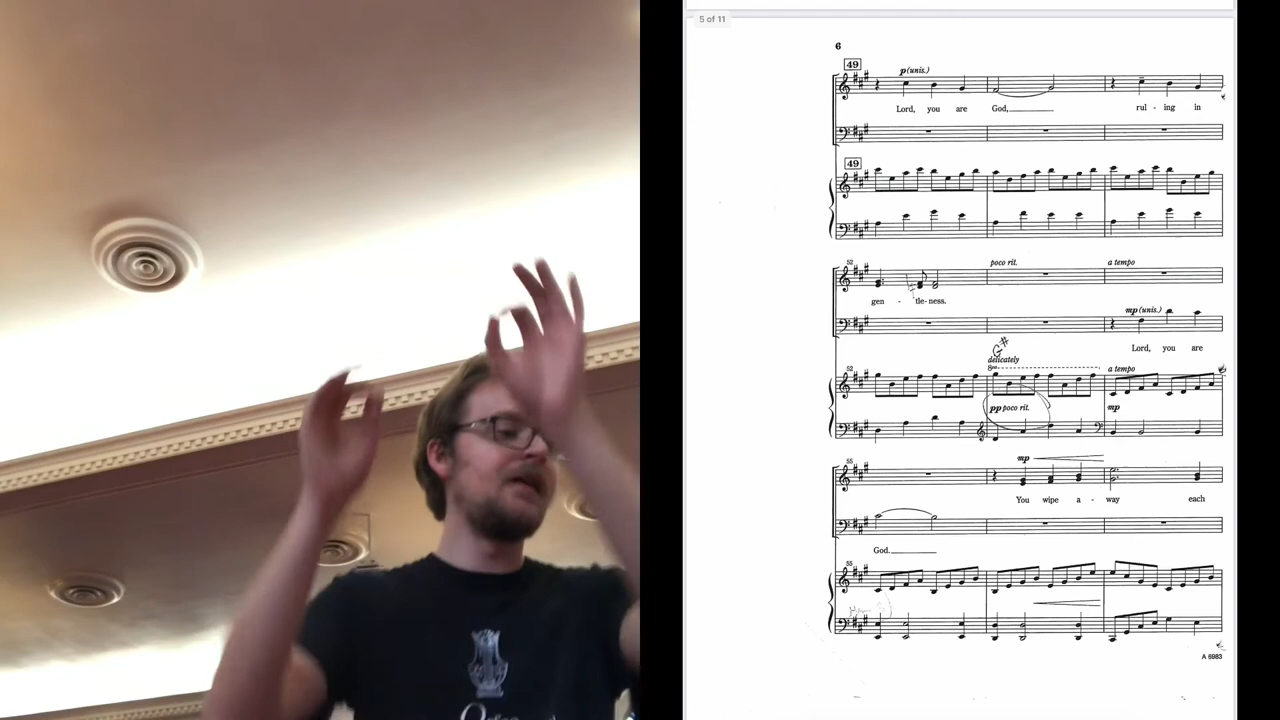 5 of 11
6
49
p (unis.)
Lord, you are God, rul - ing in
49
52
poco rit.
a tempo
gen - tle - ness.
mp (unis.)
Lord, you are
G#
delicately
52
8va
a tempo
pp poco rit.
mp
55
mp
You wipe a - way each
God.
55
A 6983